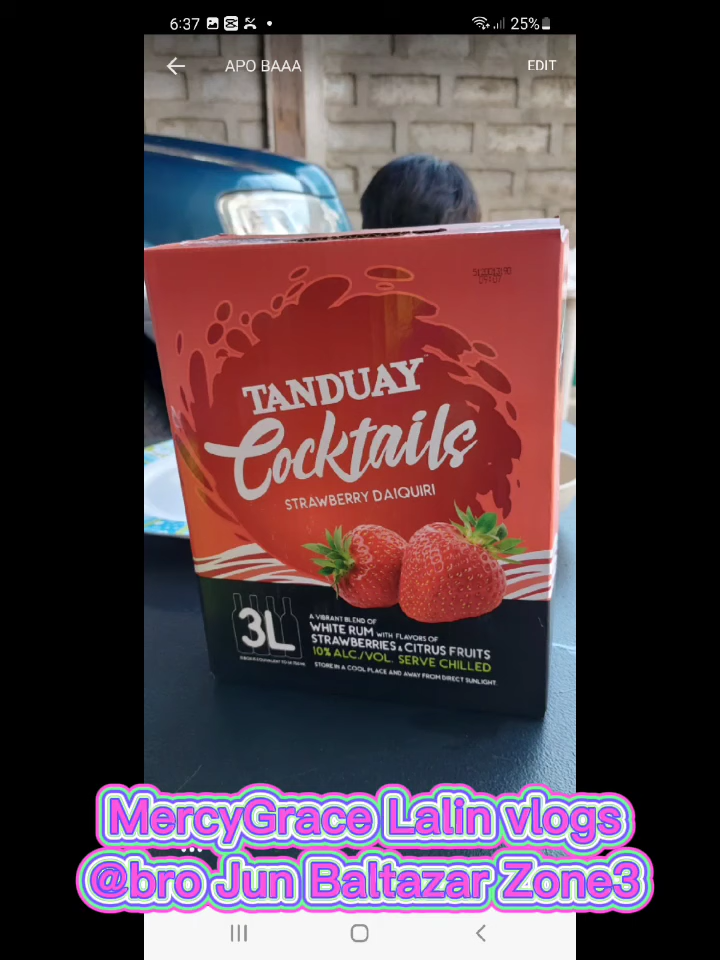 6:37
25%
APO BAAA
EDIT
TANDUAY
Cocktails
STRAWBERRY DAIQUIRI
3L
A VIBRANT BLEND OF
WHITE RUM WITH FLAVORS OF
STRAWBERRIES & CITRUS FRUITS
10% ALC./VOL. SERVE CHILLED
STORE IN A COOL PLACE AND AWAY FROM DIRECT SUNLIGHT.
MercyGrace Lalin vlogs
@bro Jun Baltazar Zone3